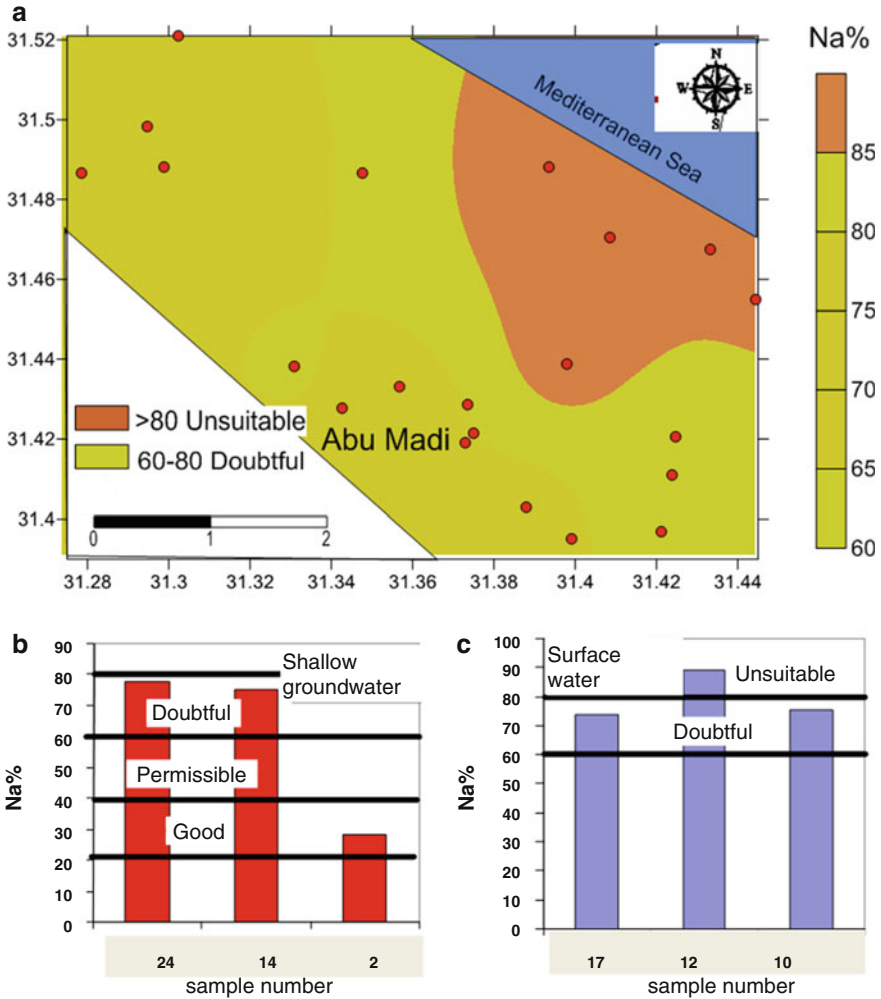 a
31.52
31.5
31.48
31.46
31.44
31.42
31.4
31.28 31.3 31.32 31.34 31.36 31.38 31.4 31.42 31.44
Mediterranean Sea
N
W E
S
Abu Madi
>80 Unsuitable
60-80 Doubtful
0 1 2
Na%
85
80
75
70
65
60
b
Na%
90
80
70
60
50
40
30
20
10
0
Shallow
groundwater
Doubtful
Permissible
Good
24 14 2
sample number
c
Na%
100
90
80
70
60
50
40
30
20
10
0
Surface
water
Unsuitable
Doubtful
17 12 10
sample number